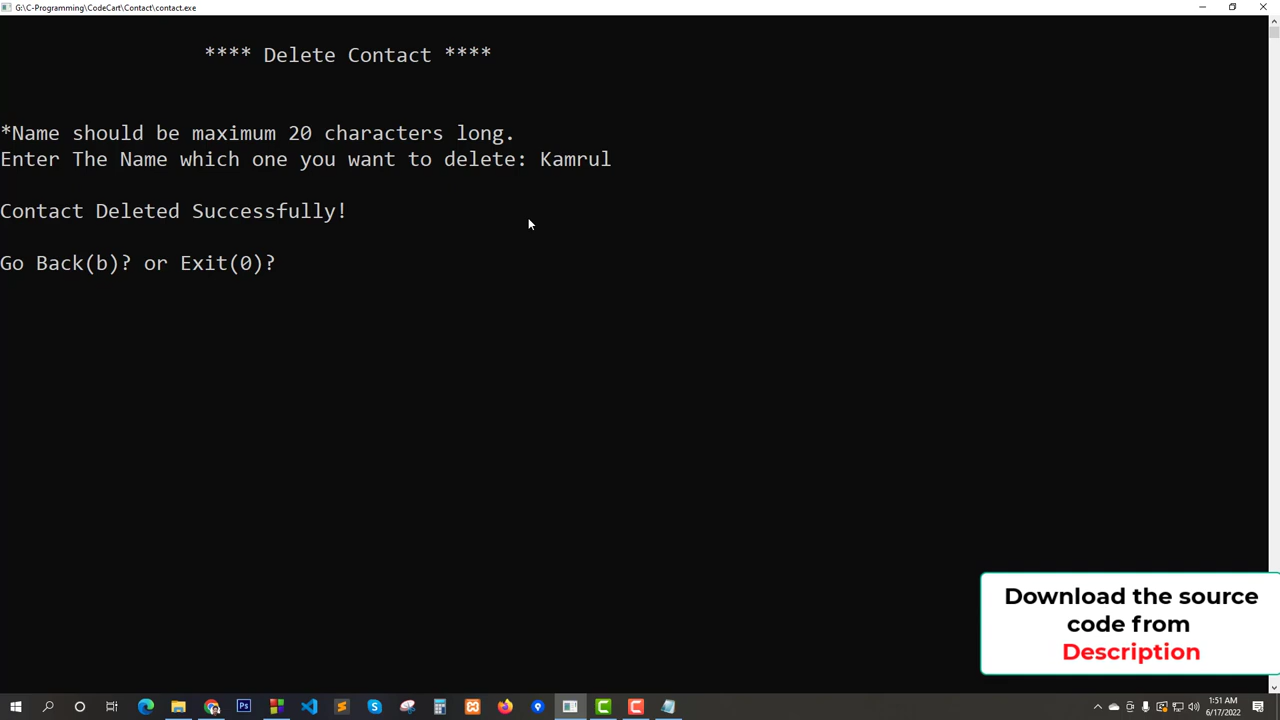 G:\C-Programming\CodeCart\Contact\contact.exe
**** Delete Contact ****
*Name should be maximum 20 characters long.
Enter The Name which one you want to delete: Kamrul
Contact Deleted Successfully!
Go Back(b)? or Exit(0)?
Download the source
code from
Description
Ps
1:51 AM
6/17/2022